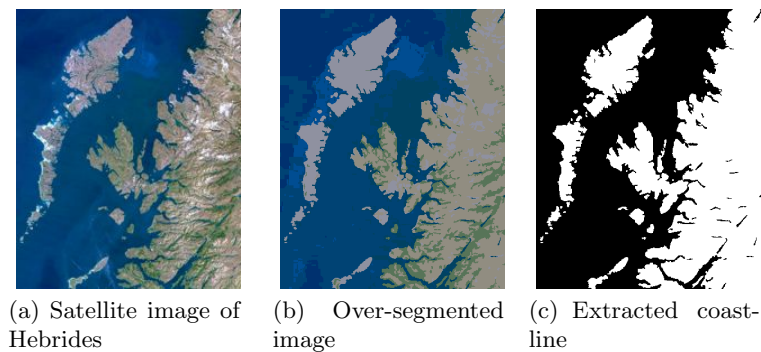 (a) Satellite image of
Hebrides
(b) Over-segmented
image
(c) Extracted coast-
line